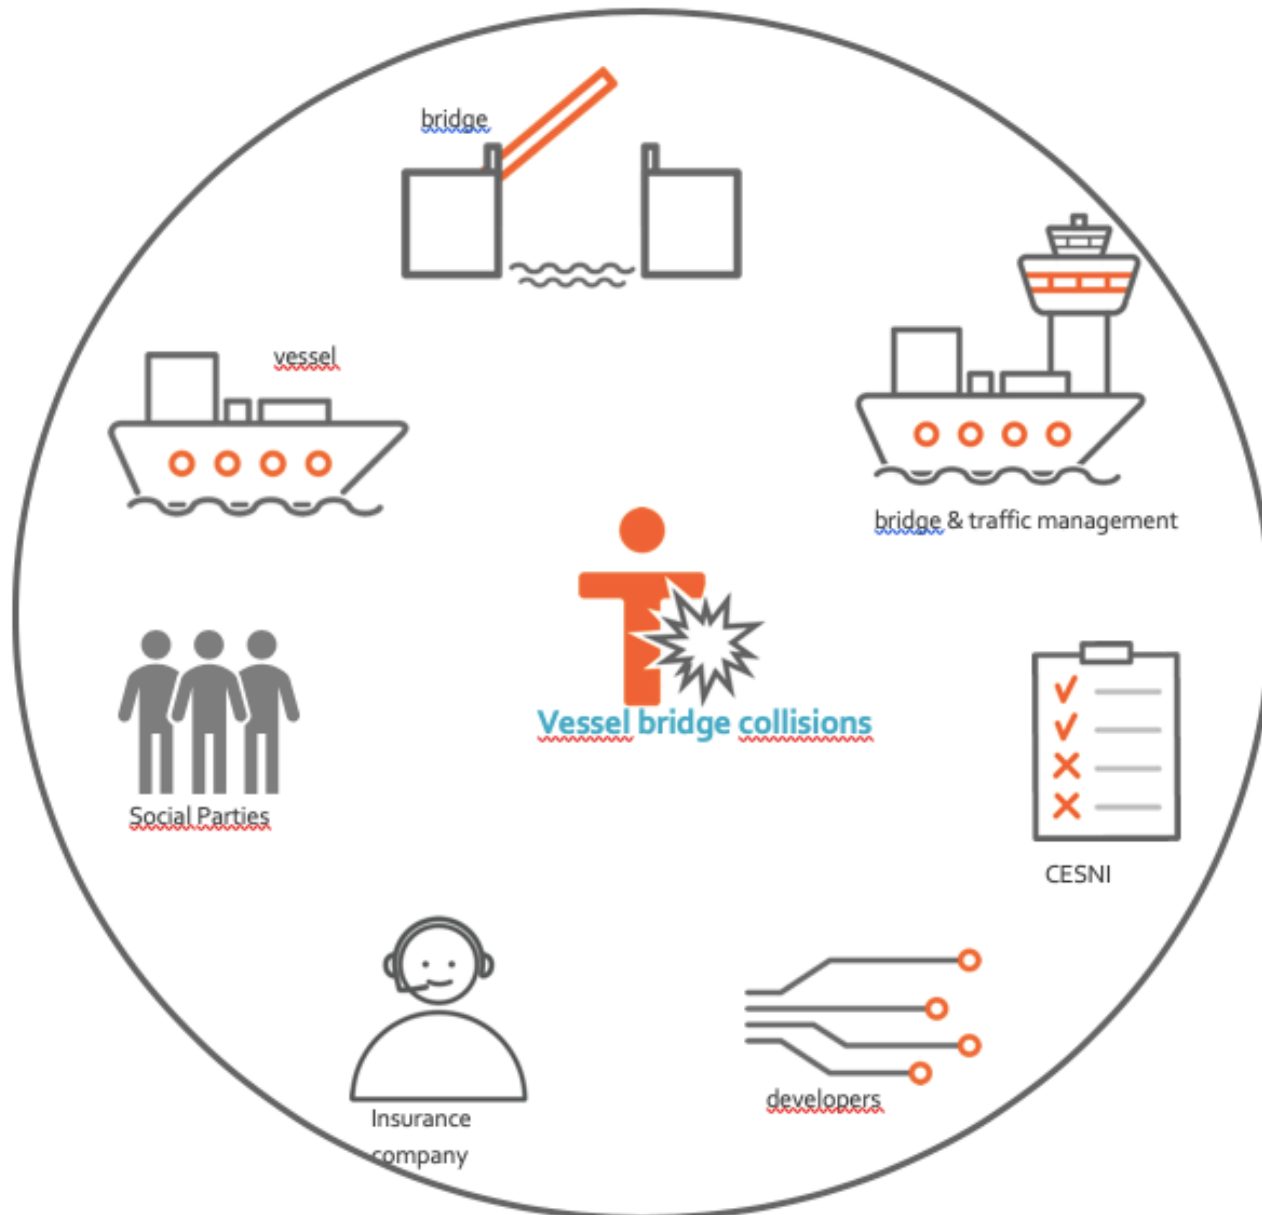 bridge
vessel
bridge & traffic management
Vessel bridge collisions
Social Parties
CESNI
developers
Insurance
company